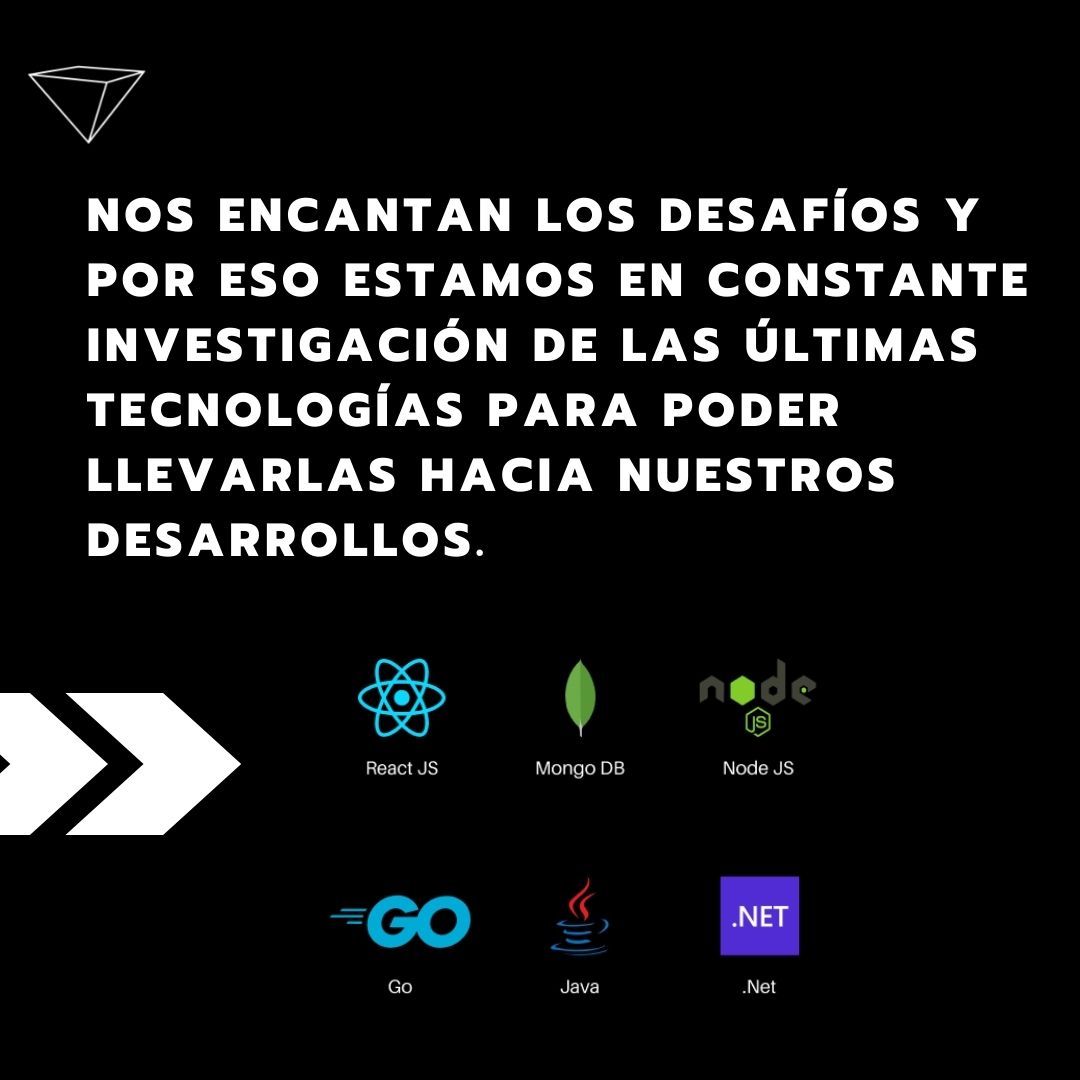 NOS ENCANTAN LOS DESAFÍOS Y
POR ESO ESTAMOS EN CONSTANTE
INVESTIGACIÓN DE LAS ÚLTIMAS
TECNOLOGÍAS PARA PODER
LLEVARLAS HACIA NUESTROS
DESARROLLOS.
node
JS
React JS
Mongo DB
Node JS
GO
.NET
Go
Java
.Net